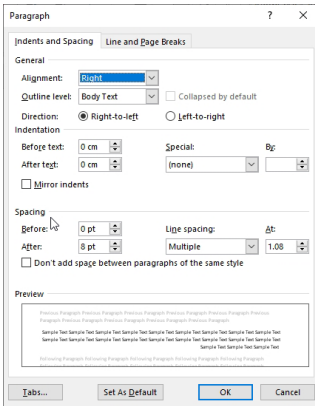 Paragraph ? ×
Indents and Spacing Line and Page Breaks
General
Alignment: Right
Outline level: Body Text Collapsed by default
Direction: Right-to-left Left-to-right
Indentation
Before text: 0 cm Special: By:
After text: 0 cm (none)
Mirror indents
Spacing
Before: 0 pt Line spacing: At:
After: 8 pt Multiple 1.08
Don't add space between paragraphs of the same style
Preview
Previous Paragraph Previous Paragraph Previous Paragraph Previous Paragraph Previous
Paragraph Previous Paragraph Previous Paragraph Previous Paragraph Previous
Paragraph
Sample Text Sample Text Sample Text Sample Text Sample Text Sample Text Sample Text
Sample Text Sample Text Sample Text Sample Text Sample Text Sample Text Sample Text
Sample Text Sample Text Sample Text
Following Paragraph Following Paragraph Following Paragraph Following Paragraph
Tabs... Set As Default OK Cancel